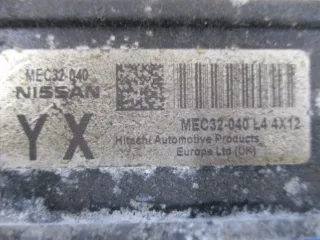 MEC32-040
NISSAN
YX
MEC32-040 L4 4X12
Hitachi Automotive Products
Europe Ltd (UK)